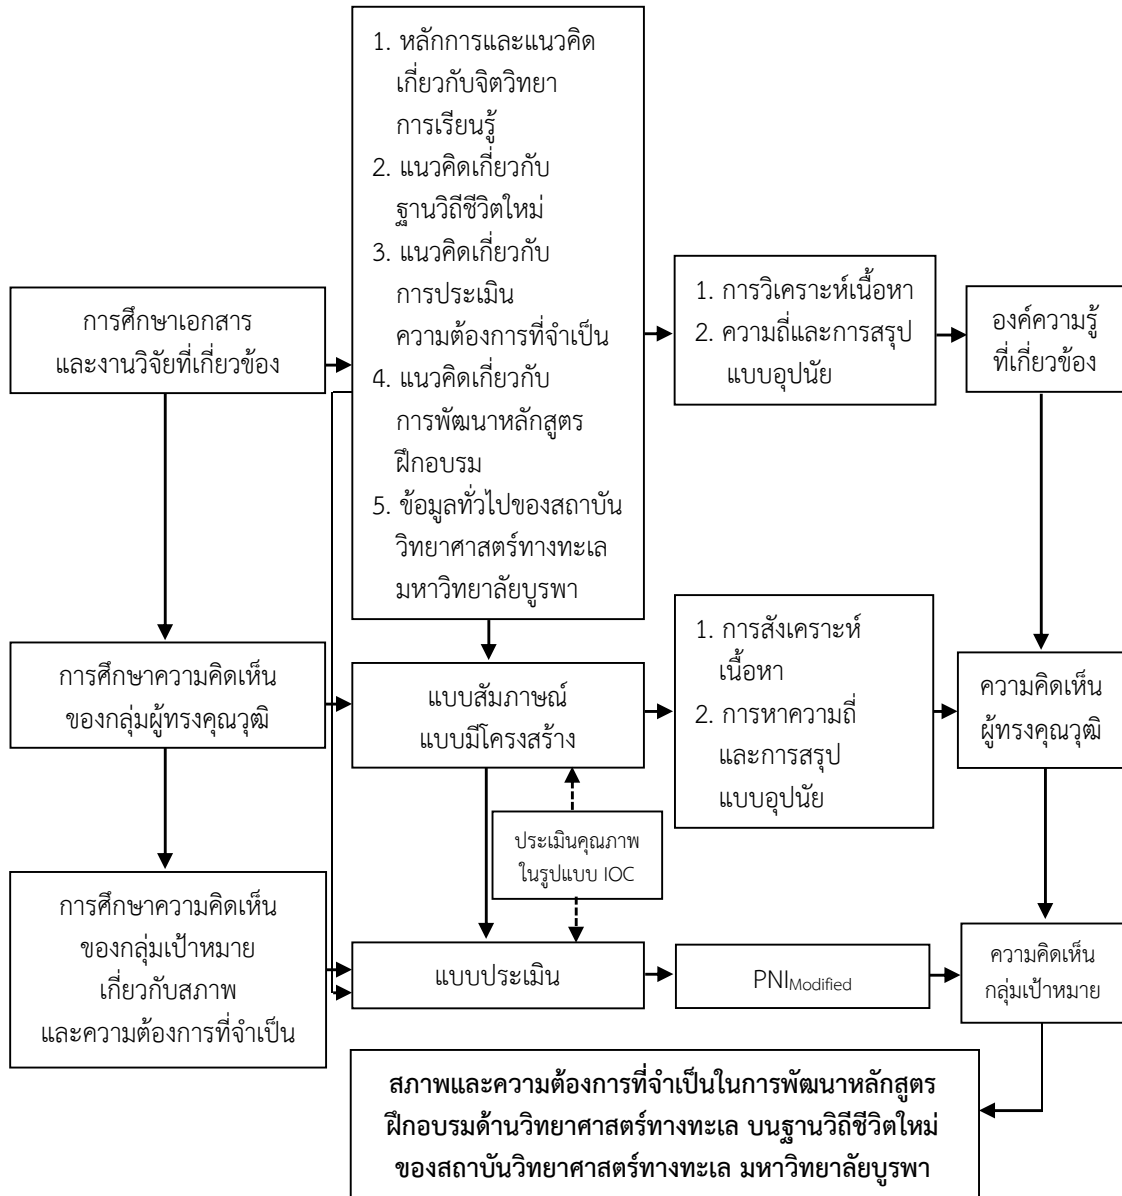 1. หลักการและแนวคิด
เกี่ยวกับจิตวิทยา
การเรียนรู้
2. แนวคิดเกี่ยวกับ
ฐานวิถีชีวิตใหม่
3. แนวคิดเกี่ยวกับ
การประเมิน
ความต้องการที่จำเป็น
4. แนวคิดเกี่ยวกับ
การพัฒนาหลักสูตร
ฝึกอบรม
5. ข้อมูลทั่วไปของสถาบัน
วิทยาศาสตร์ทางทะเล
มหาวิทยาลัยบูรพา
การศึกษาเอกสาร
และงานวิจัยที่เกี่ยวข้อง
1. การวิเคราะห์เนื้อหา
2. ความถี่และการสรุป
แบบอุปนัย
องค์ความรู้
ที่เกี่ยวข้อง
การศึกษาความคิดเห็น
ของกลุ่มผู้ทรงคุณวุฒิ
แบบสัมภาษณ์
แบบมีโครงสร้าง
1. การสังเคราะห์
เนื้อหา
2. การหาความถี่
และการสรุป
แบบอุปนัย
ความคิดเห็น
ผู้ทรงคุณวุฒิ
ประเมินคุณภาพ
ในรูปแบบ IOC
การศึกษาความคิดเห็น
ของกลุ่มเป้าหมาย
เกี่ยวกับสภาพ
และความต้องการที่จำเป็น
แบบประเมิน
PNIModified
ความคิดเห็น
กลุ่มเป้าหมาย
สภาพและความต้องการที่จำเป็นในการพัฒนาหลักสูตร
ฝึกอบรมด้านวิทยาศาสตร์ทางทะเล บนฐานวิถีชีวิตใหม่
ของสถาบันวิทยาศาสตร์ทางทะเล มหาวิทยาลัยบูรพา